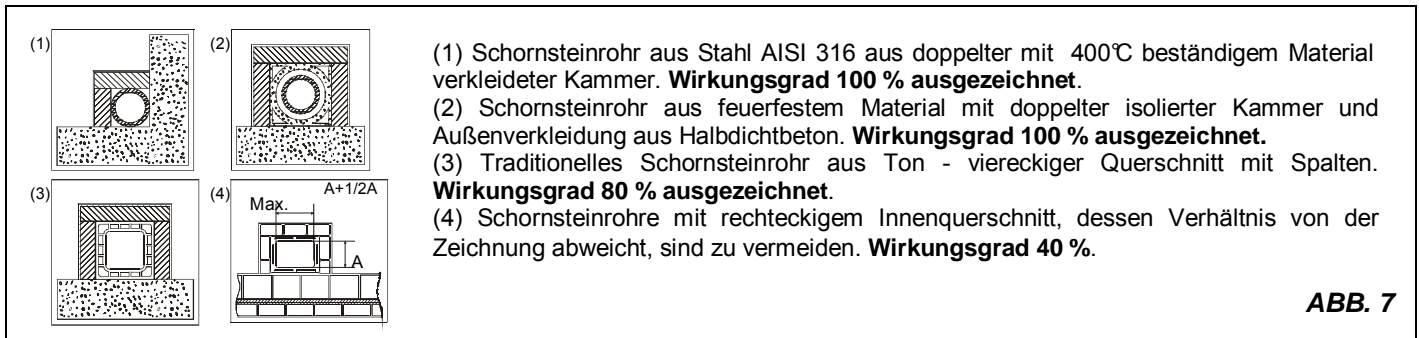 (1)
(2)
(3)
(4)
A+1/2A
Max.
A
(1) Schornsteinrohr aus Stahl AISI 316 aus doppelter mit 400°C beständigem Material
verkleideter Kammer. Wirkungsgrad 100 % ausgezeichnet.
(2) Schornsteinrohr aus feuerfestem Material mit doppelter isolierter Kammer und
Außenverkleidung aus Halbdichtbeton. Wirkungsgrad 100 % ausgezeichnet.
(3) Traditionelles Schornsteinrohr aus Ton - viereckiger Querschnitt mit Spalten.
Wirkungsgrad 80 % ausgezeichnet.
(4) Schornsteinrohre mit rechteckigem Innenquerschnitt, dessen Verhältnis von der
Zeichnung abweicht, sind zu vermeiden. Wirkungsgrad 40 %.
ABB. 7